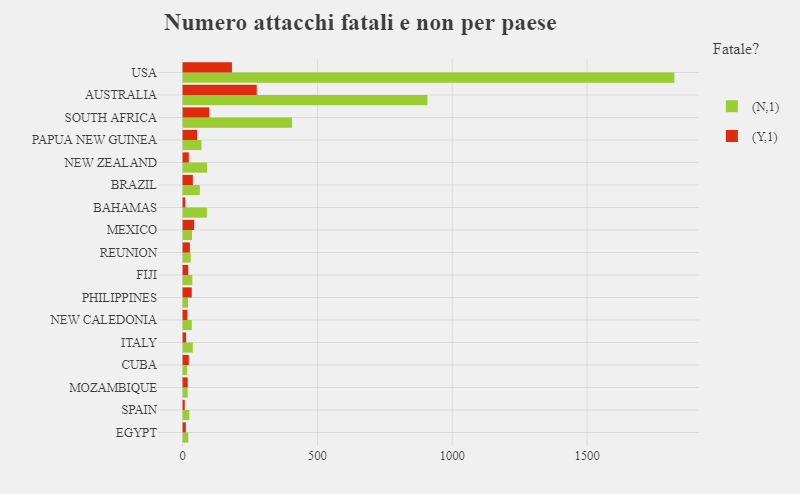 Numero attacchi fatali e non per paese
Fatale?
(N,1)
(Y,1)
USA
AUSTRALIA
SOUTH AFRICA
PAPUA NEW GUINEA
NEW ZEALAND
BRAZIL
BAHAMAS
MEXICO
REUNION
FIJI
PHILIPPINES
NEW CALEDONIA
ITALY
CUBA
MOZAMBIQUE
SPAIN
EGYPT
0 500 1000 1500